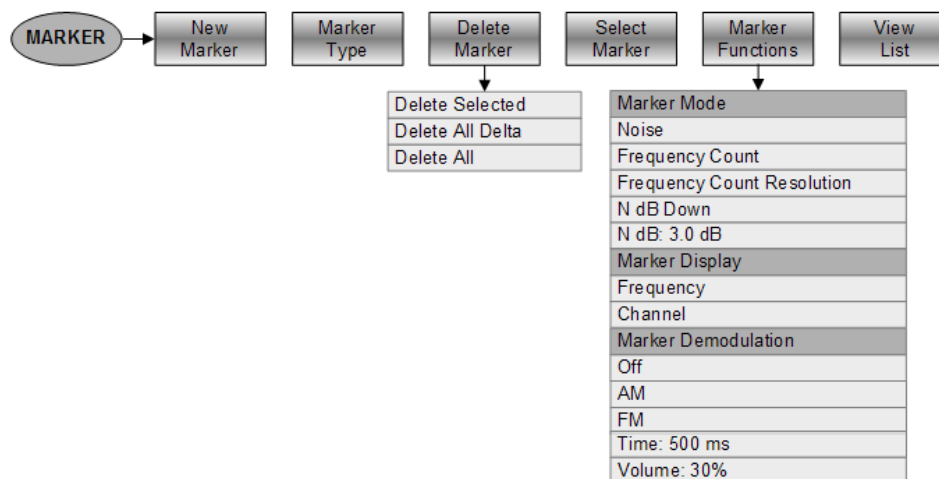 MARKER
New
Marker
Marker
Type
Delete
Marker
Select
Marker
Marker
Functions
View
List
Delete Selected
Delete All Delta
Delete All
Marker Mode
Noise
Frequency Count
Frequency Count Resolution
N dB Down
N dB: 3.0 dB
Marker Display
Frequency
Channel
Marker Demodulation
Off
AM
FM
Time: 500 ms
Volume: 30%